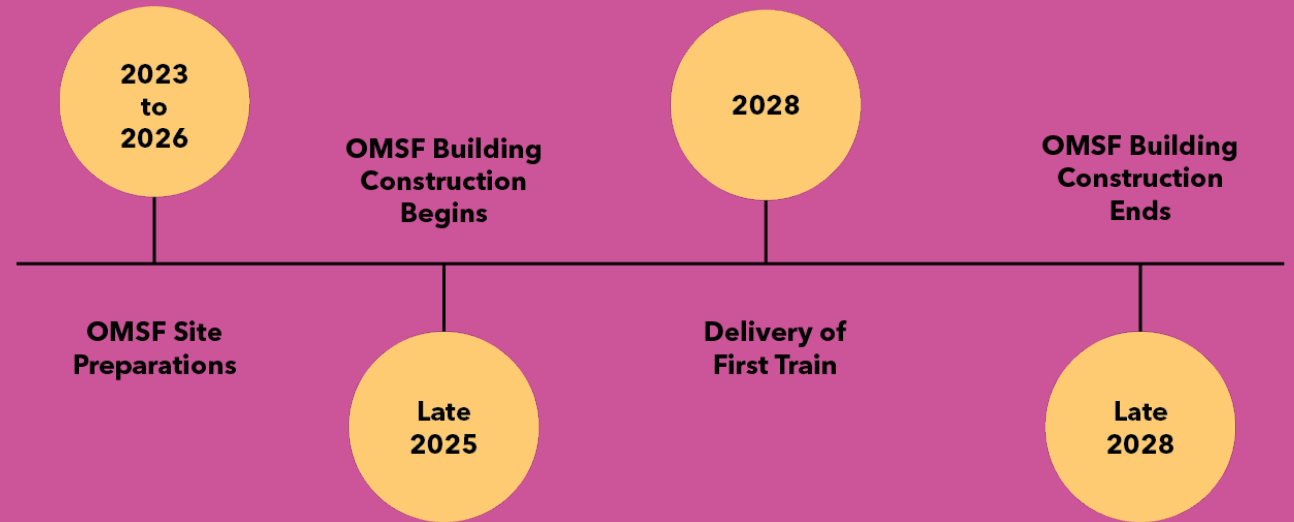 2023
to
2026
OMSF Site
Preparations
OMSF Building
Construction
Begins
Late
2025
2028
Delivery of
First Train
OMSF Building
Construction
Ends
Late
2028